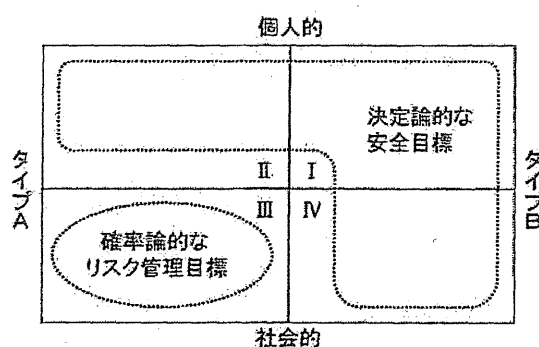 個人的
決定論的な
安全目標
タイプA
タイプB
II
I
III
IV
確率論的な
リスク管理目標
社会的